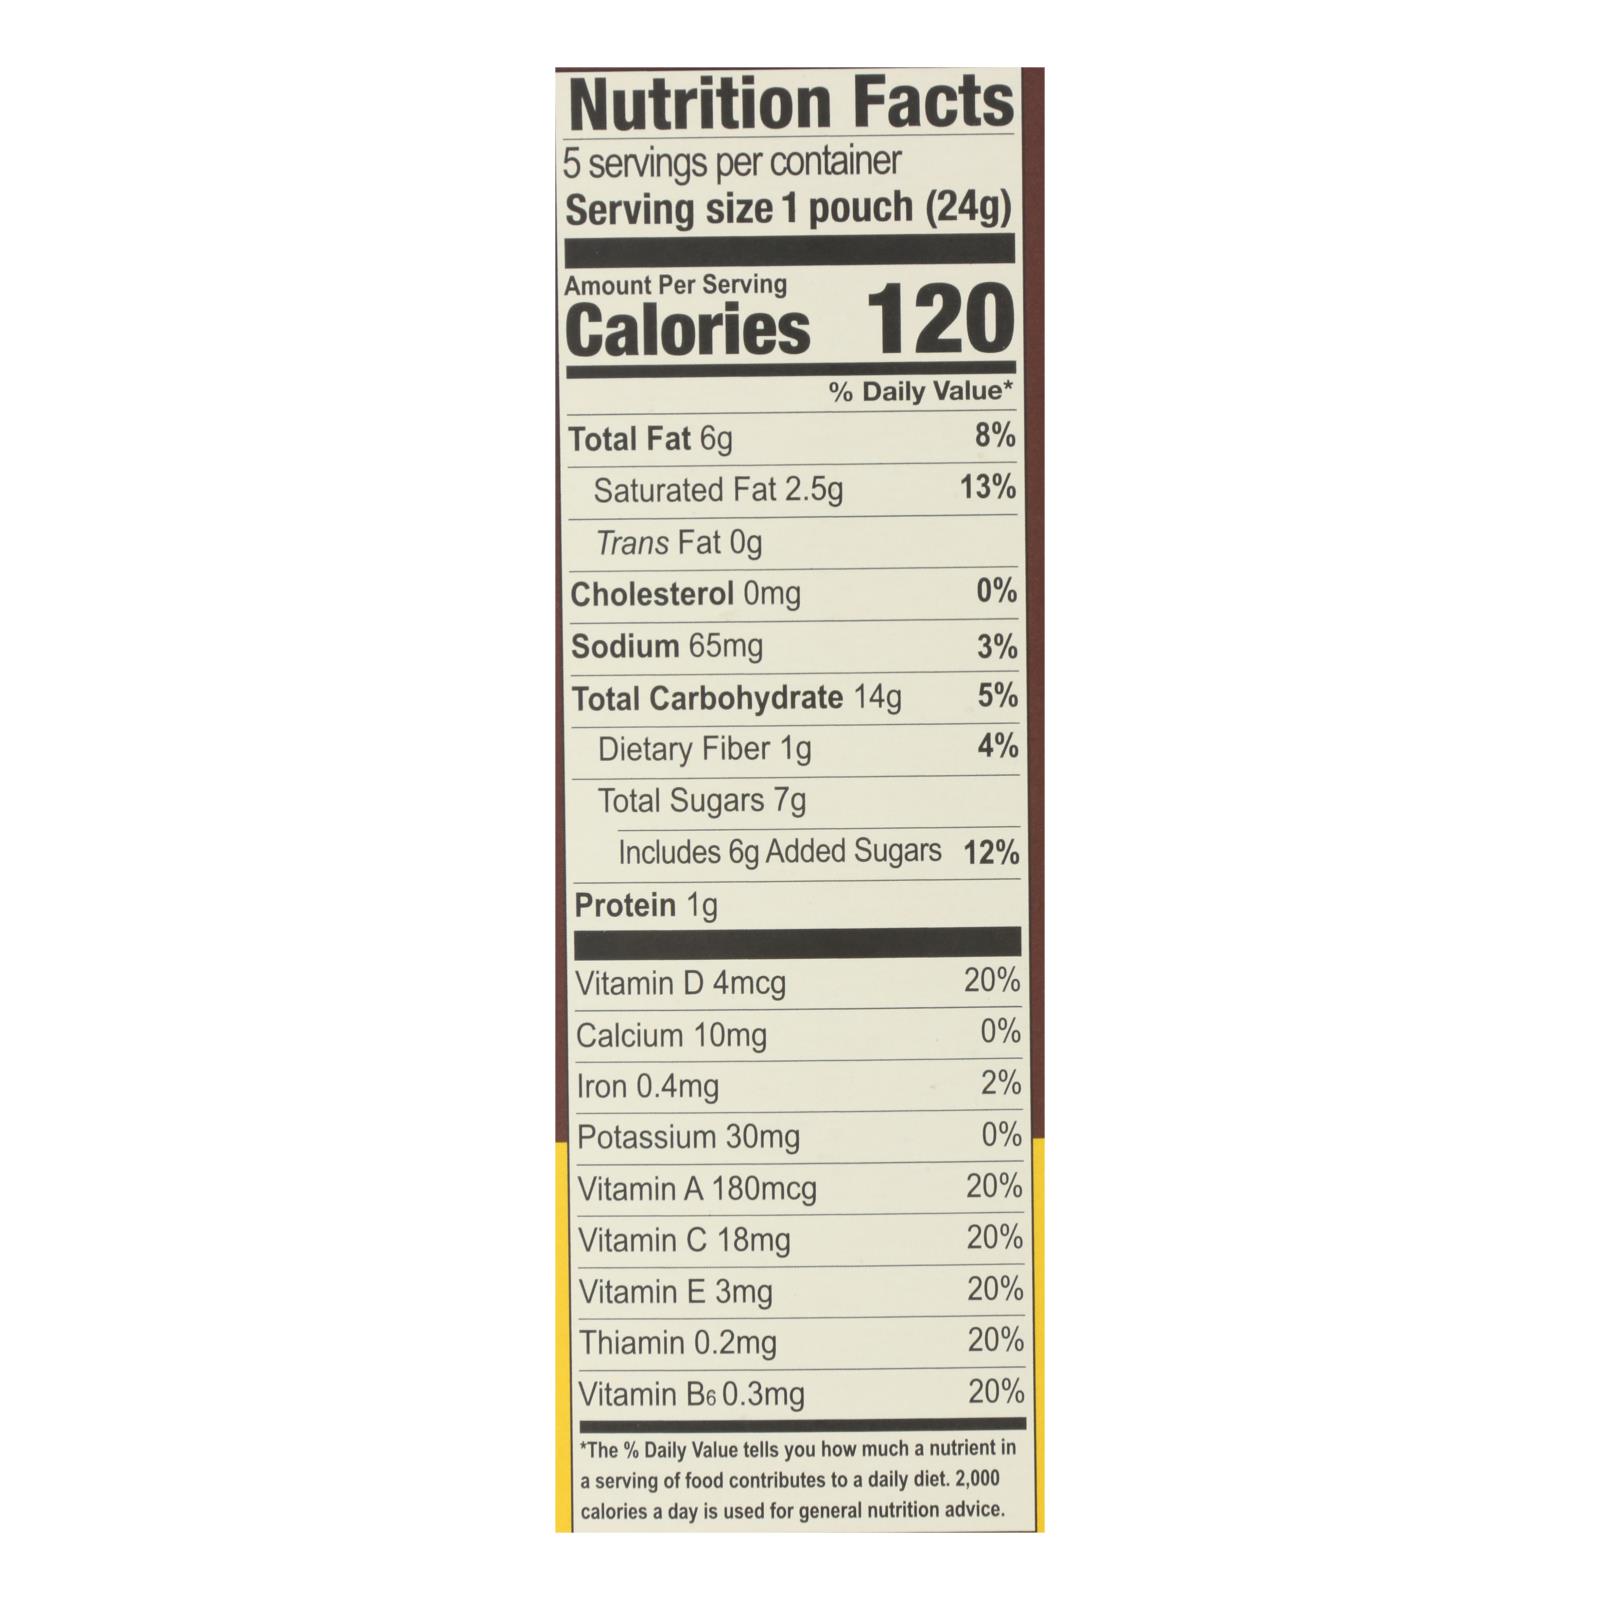 Nutrition Facts
5 servings per container
Serving size 1 pouch (24g)
Amount Per Serving
Calories 120
% Daily Value*
Total Fat 6g 8%
Saturated Fat 2.5g 13%
Trans Fat 0g
Cholesterol 0mg 0%
Sodium 65mg 3%
Total Carbohydrate 14g 5%
Dietary Fiber 1g 4%
Total Sugars 7g
Includes 6g Added Sugars 12%
Protein 1g
Vitamin D 4mcg 20%
Calcium 10mg 0%
Iron 0.4mg 2%
Potassium 30mg 0%
Vitamin A 180mcg 20%
Vitamin C 18mg 20%
Vitamin E 3mg 20%
Thiamin 0.2mg 20%
Vitamin B6 0.3mg 20%
*The % Daily Value tells you how much a nutrient in
a serving of food contributes to a daily diet. 2,000
calories a day is used for general nutrition advice.